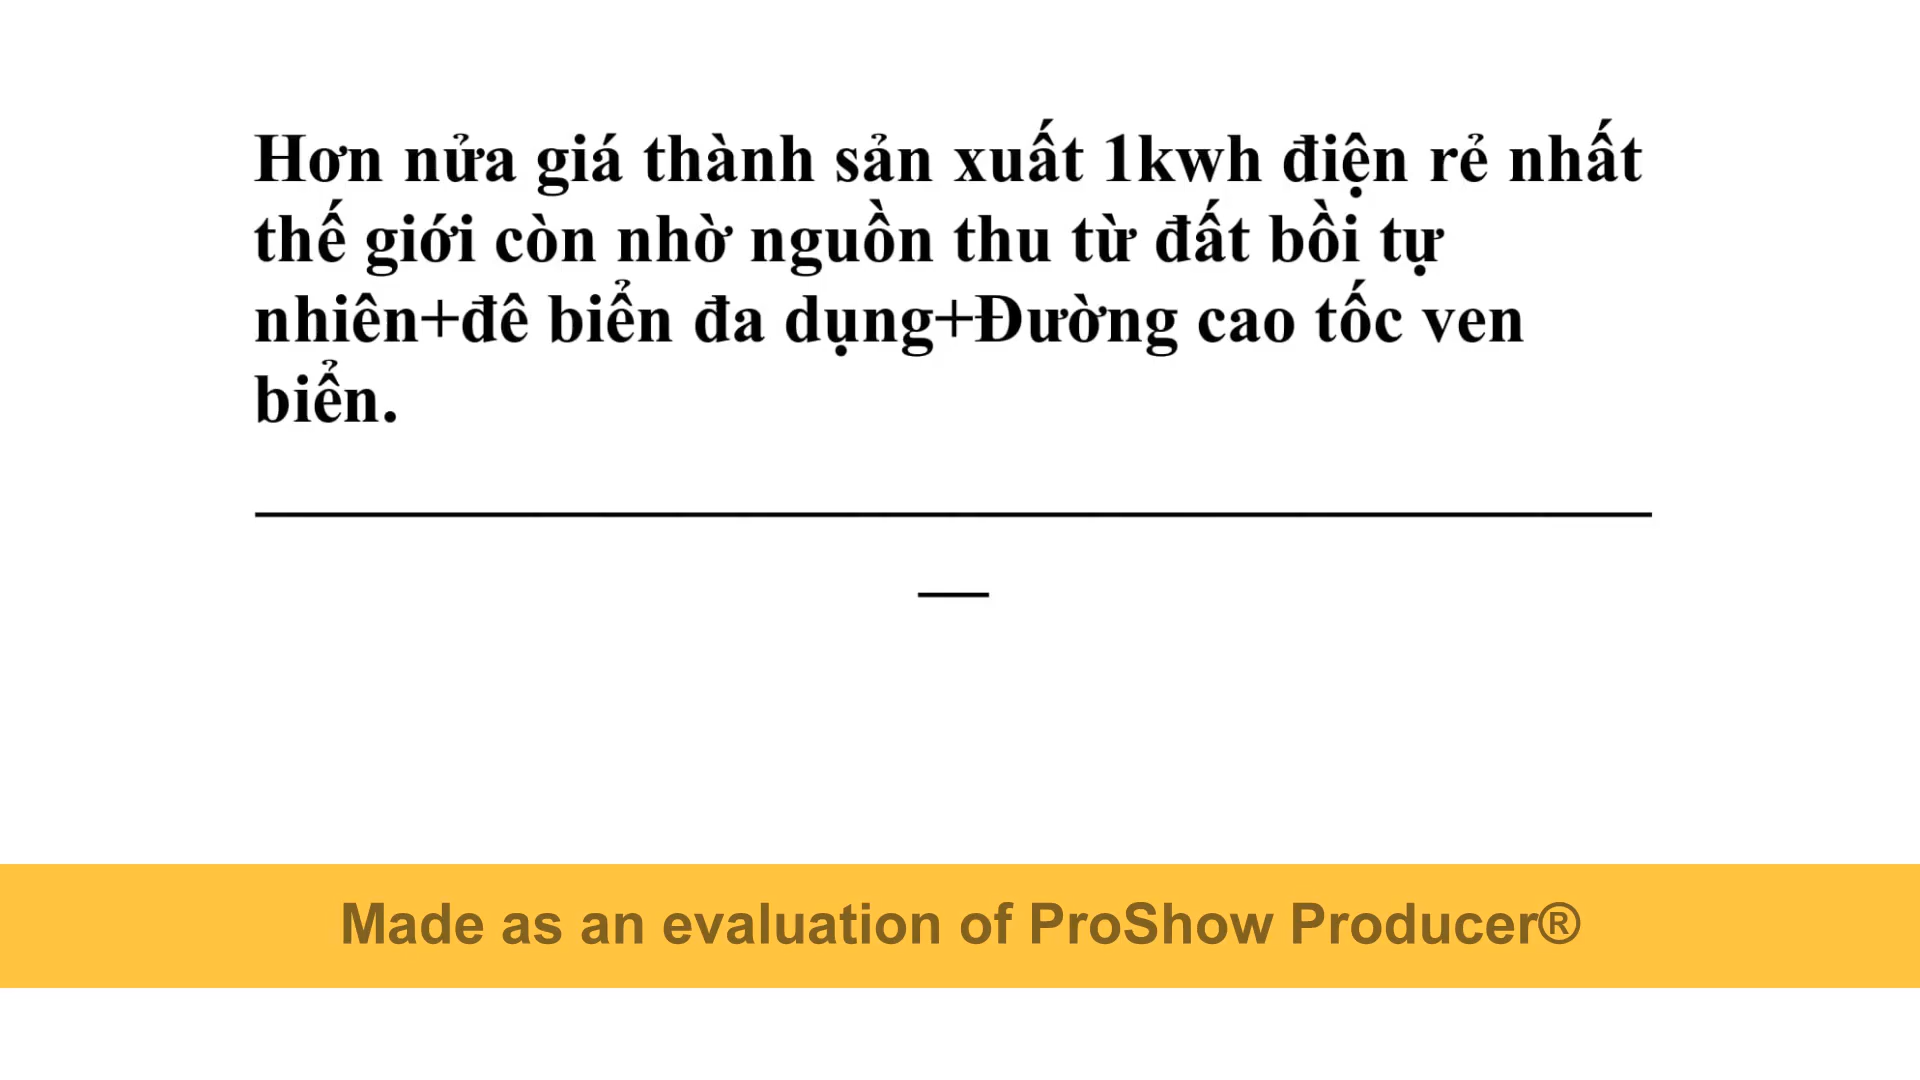 Hơn nửa giá thành sản xuất 1kwh điện rẻ nhất
thế giới còn nhờ nguồn thu từ đất bồi tự
nhiên+đê biển đa dụng+Đường cao tốc ven
biển.
Made as an evaluation of ProShow Producer®